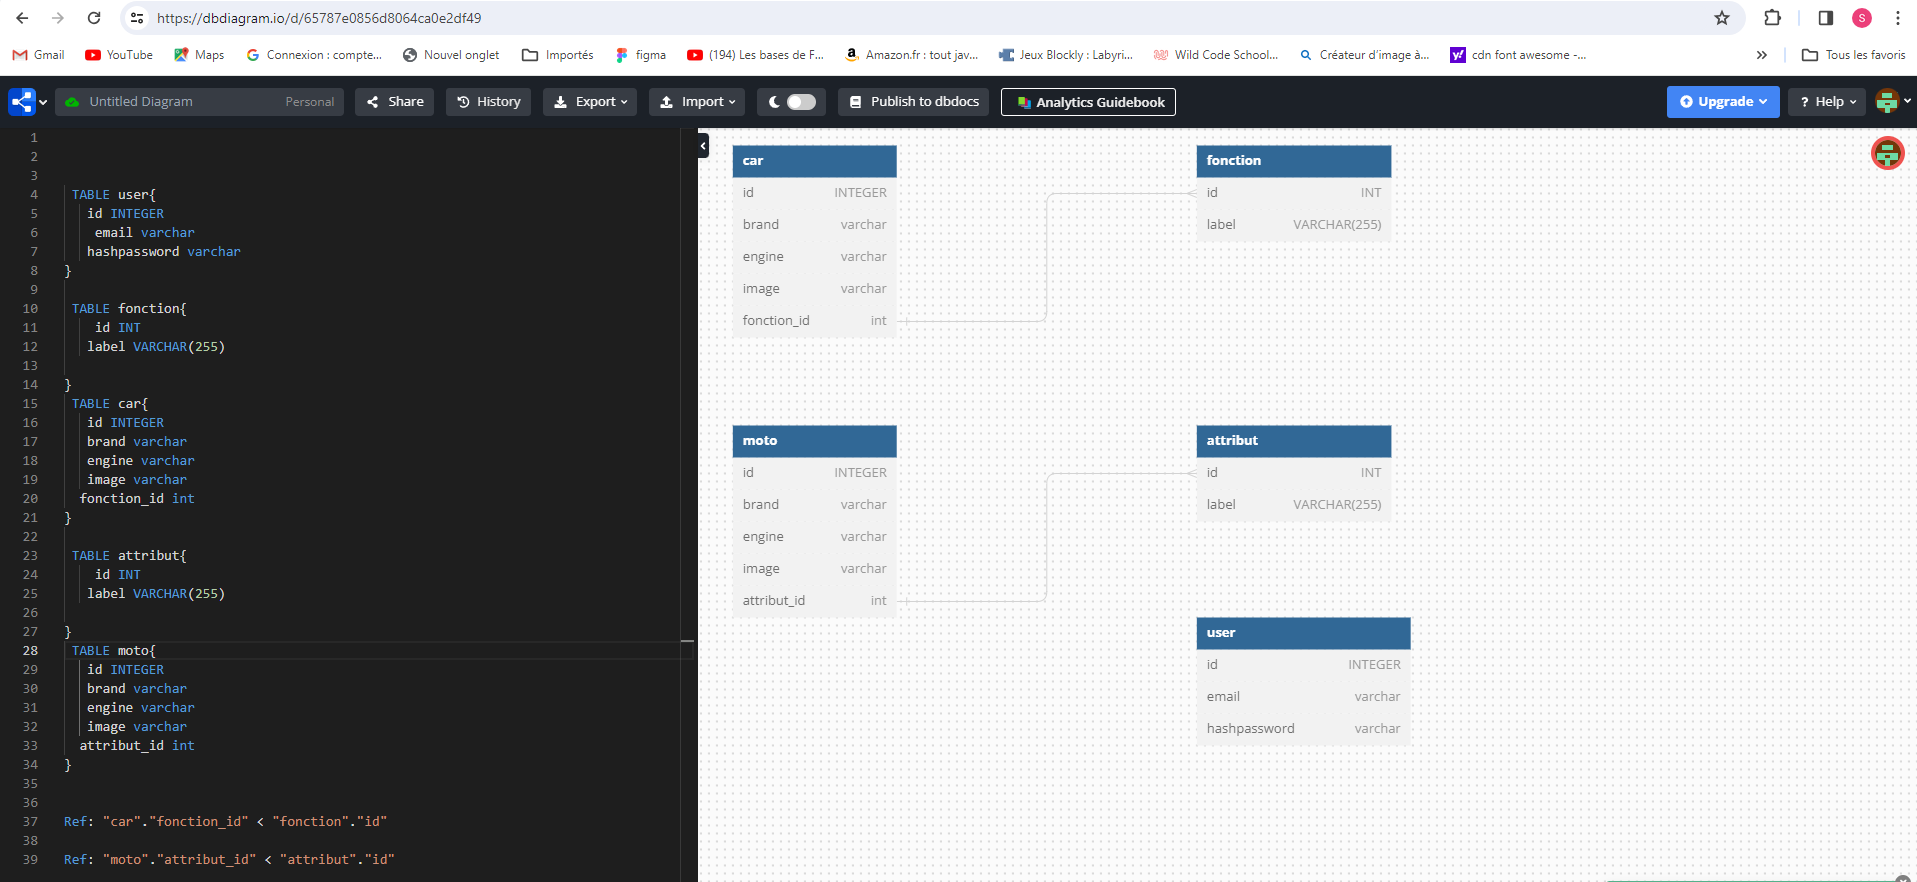 https://dbdiagram.io/d/65787e0856d8064ca0e2df49
S
Gmail YouTube Maps Connexion : compte... Nouvel onglet Importés figma (194) Les bases de F... Amazon.fr : tout jav... Jeux Blockly : Labyri... Wild Code School... Créateur d'image à... cdn font awesome -... » Tous les favoris
Untitled Diagram Personal Share History Export Import Publish to dbdocs Analytics Guidebook Upgrade ? Help
1
2
3
4 TABLE user{
5 id INTEGER
6 email varchar
7 hashpassword varchar
8 }
9
10 TABLE fonction{
11 id INT
12 label VARCHAR(255)
13
14 }
15 TABLE car{
16 id INTEGER
17 brand varchar
18 engine varchar
19 image varchar
20 fonction_id int
21 }
22
23 TABLE attribut{
24 id INT
25 label VARCHAR(255)
26
27 }
28 TABLE moto{
29 id INTEGER
30 brand varchar
31 engine varchar
32 image varchar
33 attribut_id int
34 }
35
36
37 Ref: "car"."fonction_id" < "fonction"."id"
38
39 Ref: "moto"."attribut_id" < "attribut"."id"
car
id INTEGER
brand varchar
engine varchar
image varchar
fonction_id int
fonction
id INT
label VARCHAR(255)
moto
id INTEGER
brand varchar
engine varchar
image varchar
attribut_id int
attribut
id INT
label VARCHAR(255)
user
id INTEGER
email varchar
hashpassword varchar